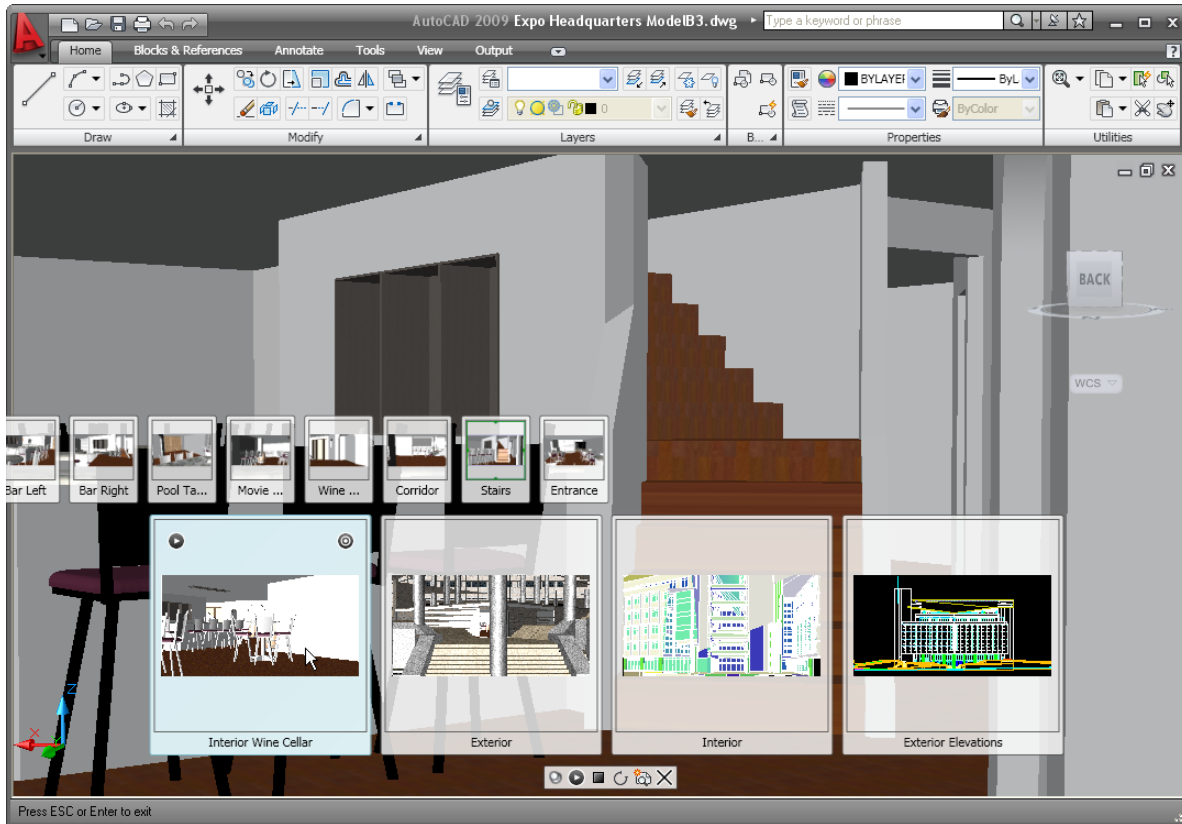 AutoCAD 2009 Expo Headquarters ModelB3.dwg
Type a keyword or phrase
Home Blocks & References Annotate Tools View Output
?
BYLAYER ByL
0 ByColor
Draw Modify Layers B... Properties Utilities
BACK
WCS
Bar Left Bar Right Pool Ta... Movie ... Wine ... Corridor Stairs Entrance
Z
X
Interior Wine Cellar Exterior Interior Exterior Elevations
Press ESC or Enter to exit